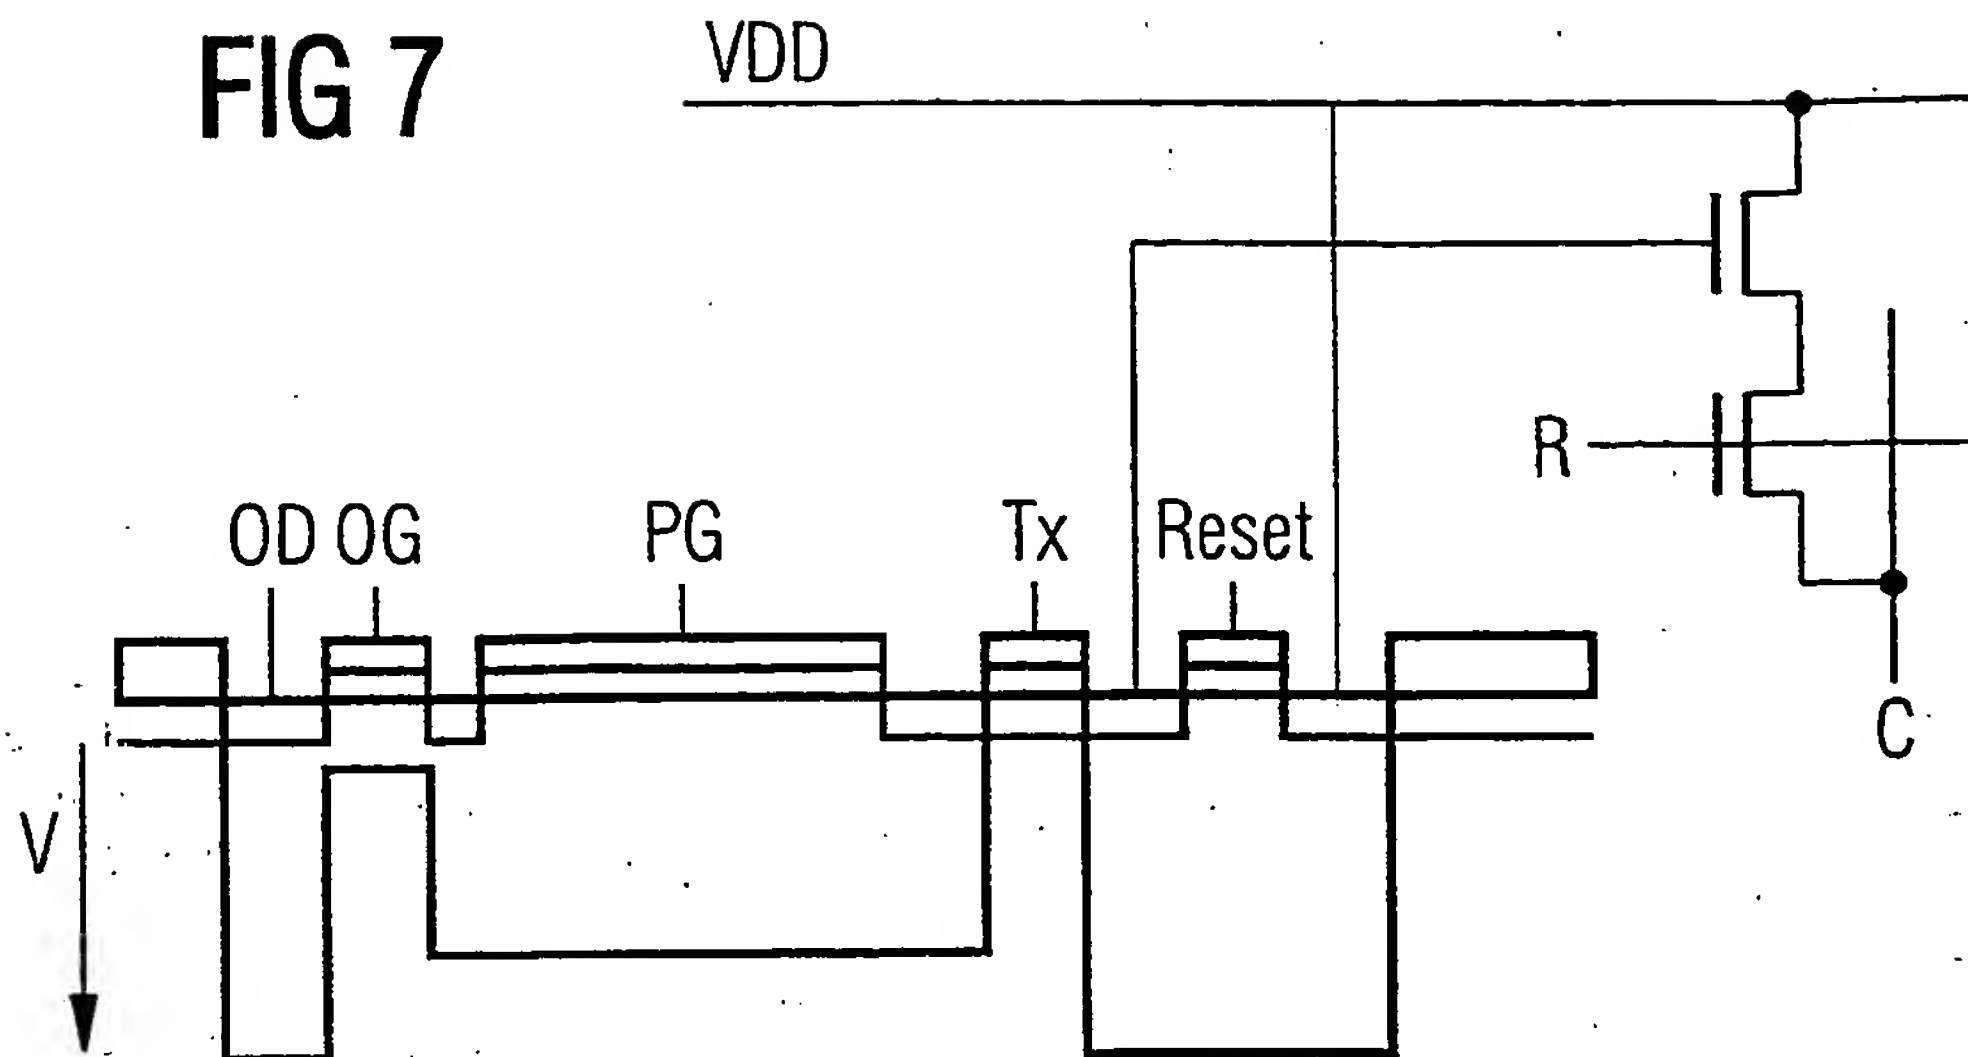 FIG 7
VDD
R
OD OG PG Tx Reset
C
V